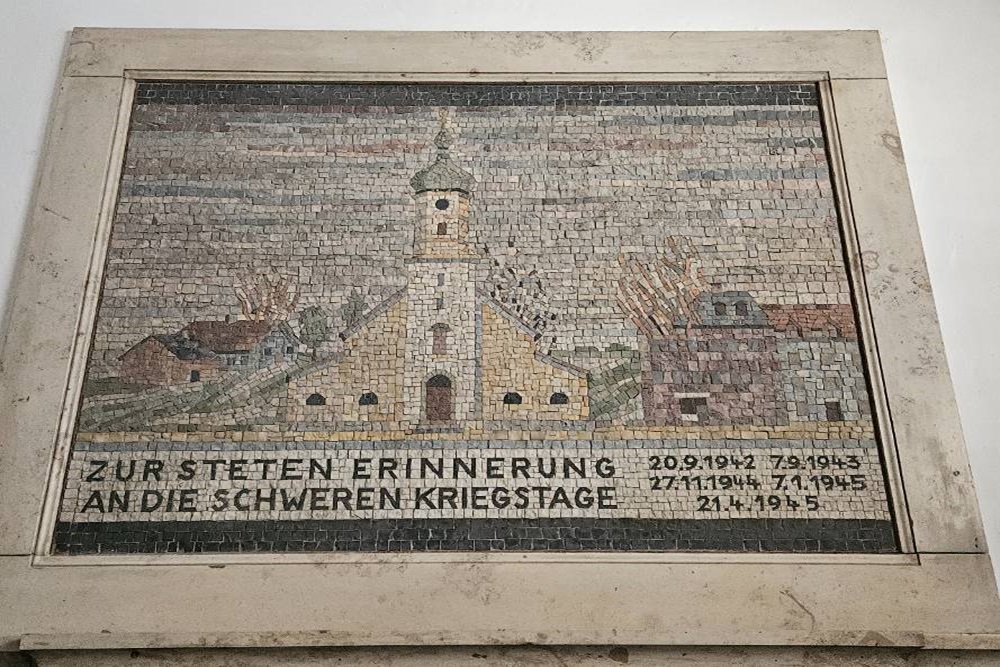 ZUR STETEN ERINNERUNG
AN DIE SCHWEREN KRIEGSTAGE
20.9.1942 7.9.1943
27.11.1944 7.1.1945
21.4.1945